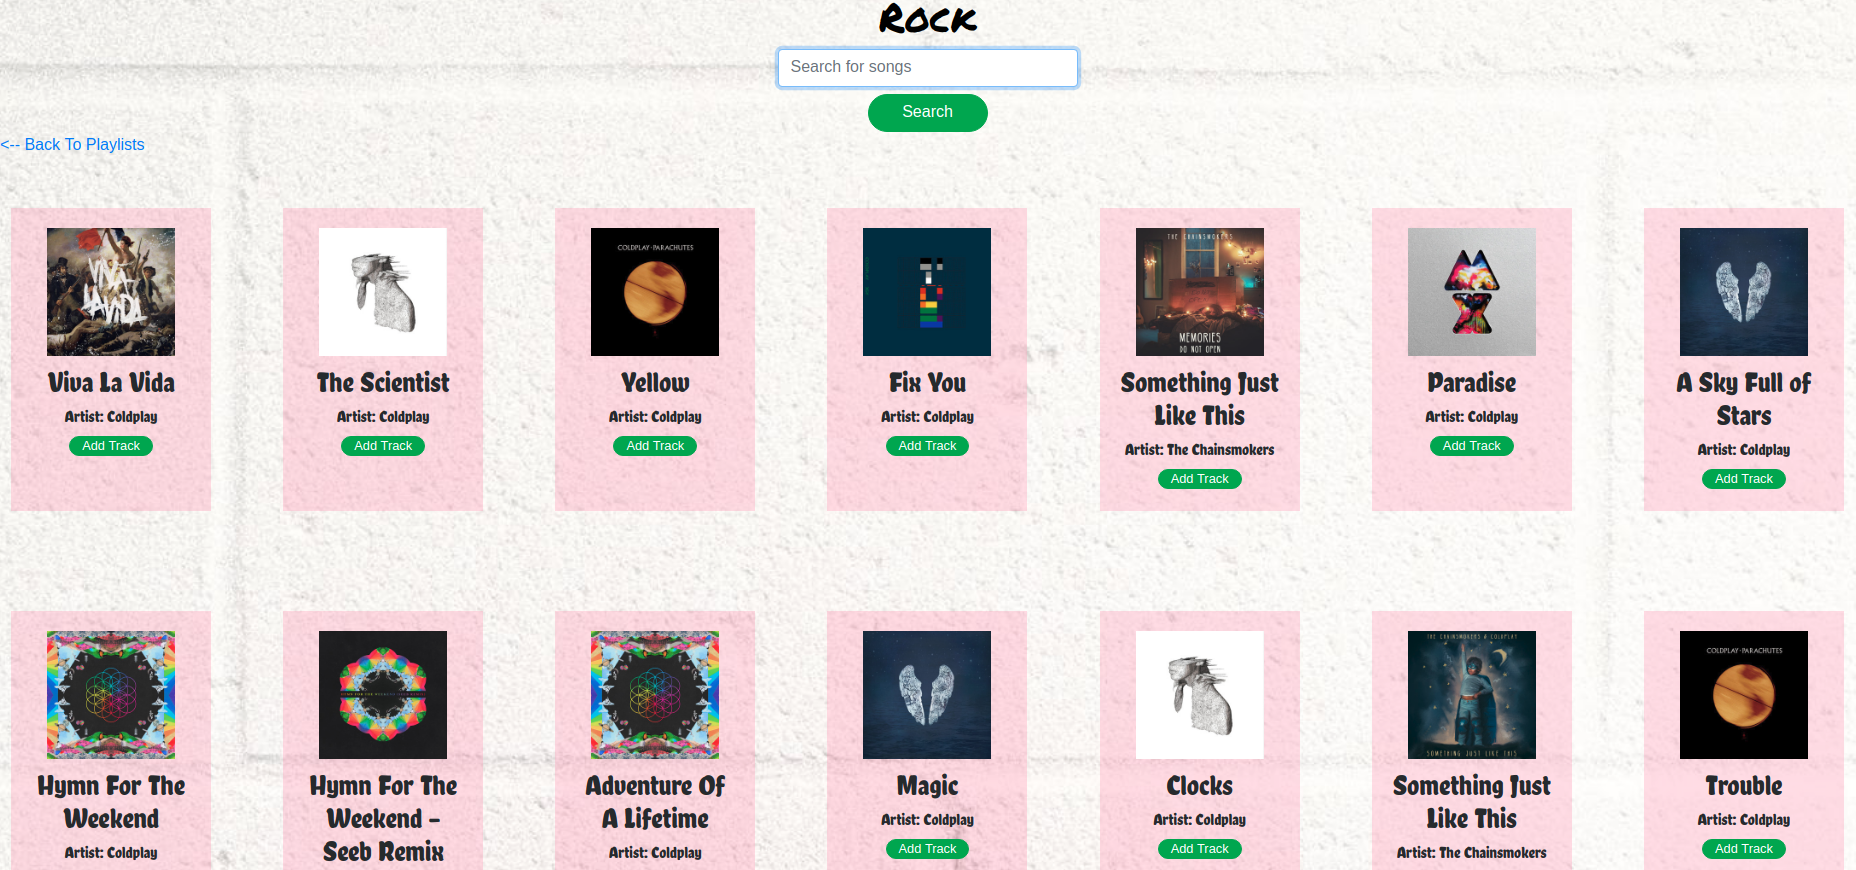 Rock
Search for songs
Search
<-- Back To Playlists
VIVA
LA VIDA
Viva La Vida
Artist: Coldplay
Add Track
The Scientist
Artist: Coldplay
Add Track
COLDPLAY·PARACHUTES
Yellow
Artist: Coldplay
Add Track
Fix You
Artist: Coldplay
Add Track
THE CHAINSMOKERS
MEMORIES
DO NOT OPEN
Something Just
Like This
Artist: The Chainsmokers
Add Track
Paradise
Artist: Coldplay
Add Track
A Sky Full of
Stars
Artist: Coldplay
Add Track
Hymn For The
Weekend
Artist: Coldplay
Hymn For The
Weekend -
Seeb Remix
Adventure Of
A Lifetime
Artist: Coldplay
Magic
Artist: Coldplay
Add Track
Clocks
Artist: Coldplay
Add Track
THE CHAINSMOKERS & COLDPLAY
SOMETHING JUST LIKE THIS
Something Just
Like This
Artist: The Chainsmokers
COLDPLAY·PARACHUTES
Trouble
Artist: Coldplay
Add Track